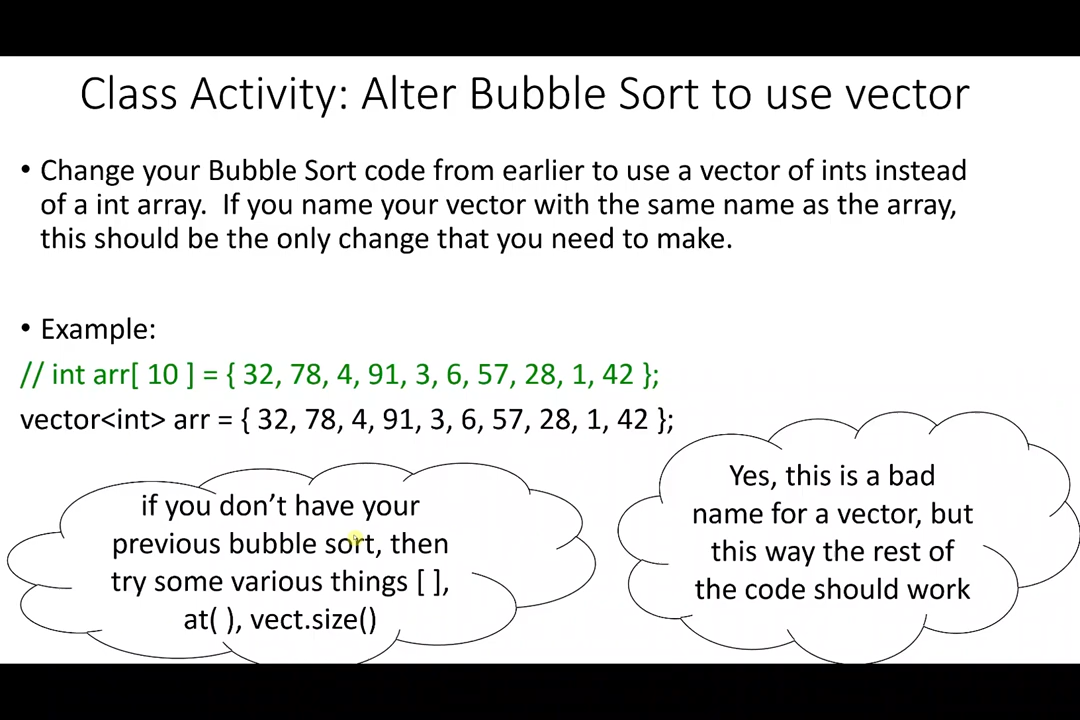 Class Activity: Alter Bubble Sort to use vector
• Change your Bubble Sort code from earlier to use a vector of ints instead
of a int array.  If you name your vector with the same name as the array,
this should be the only change that you need to make.
• Example:
// int arr[ 10 ] = { 32, 78, 4, 91, 3, 6, 57, 28, 1, 42 };
vector<int> arr = { 32, 78, 4, 91, 3, 6, 57, 28, 1, 42 };
if you don’t have your
previous bubble sort, then
try some various things [ ],
at( ), vect.size()
Yes, this is a bad
name for a vector, but
this way the rest of
the code should work